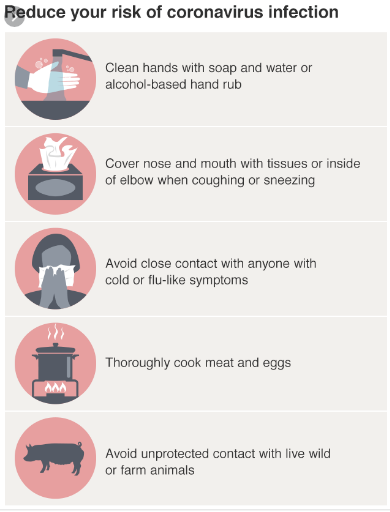 Reduce your risk of coronavirus infection
Clean hands with soap and water or
alcohol-based hand rub
Cover nose and mouth with tissues or inside
of elbow when coughing or sneezing
Avoid close contact with anyone with
cold or flu-like symptoms
Thoroughly cook meat and eggs
Avoid unprotected contact with live wild
or farm animals